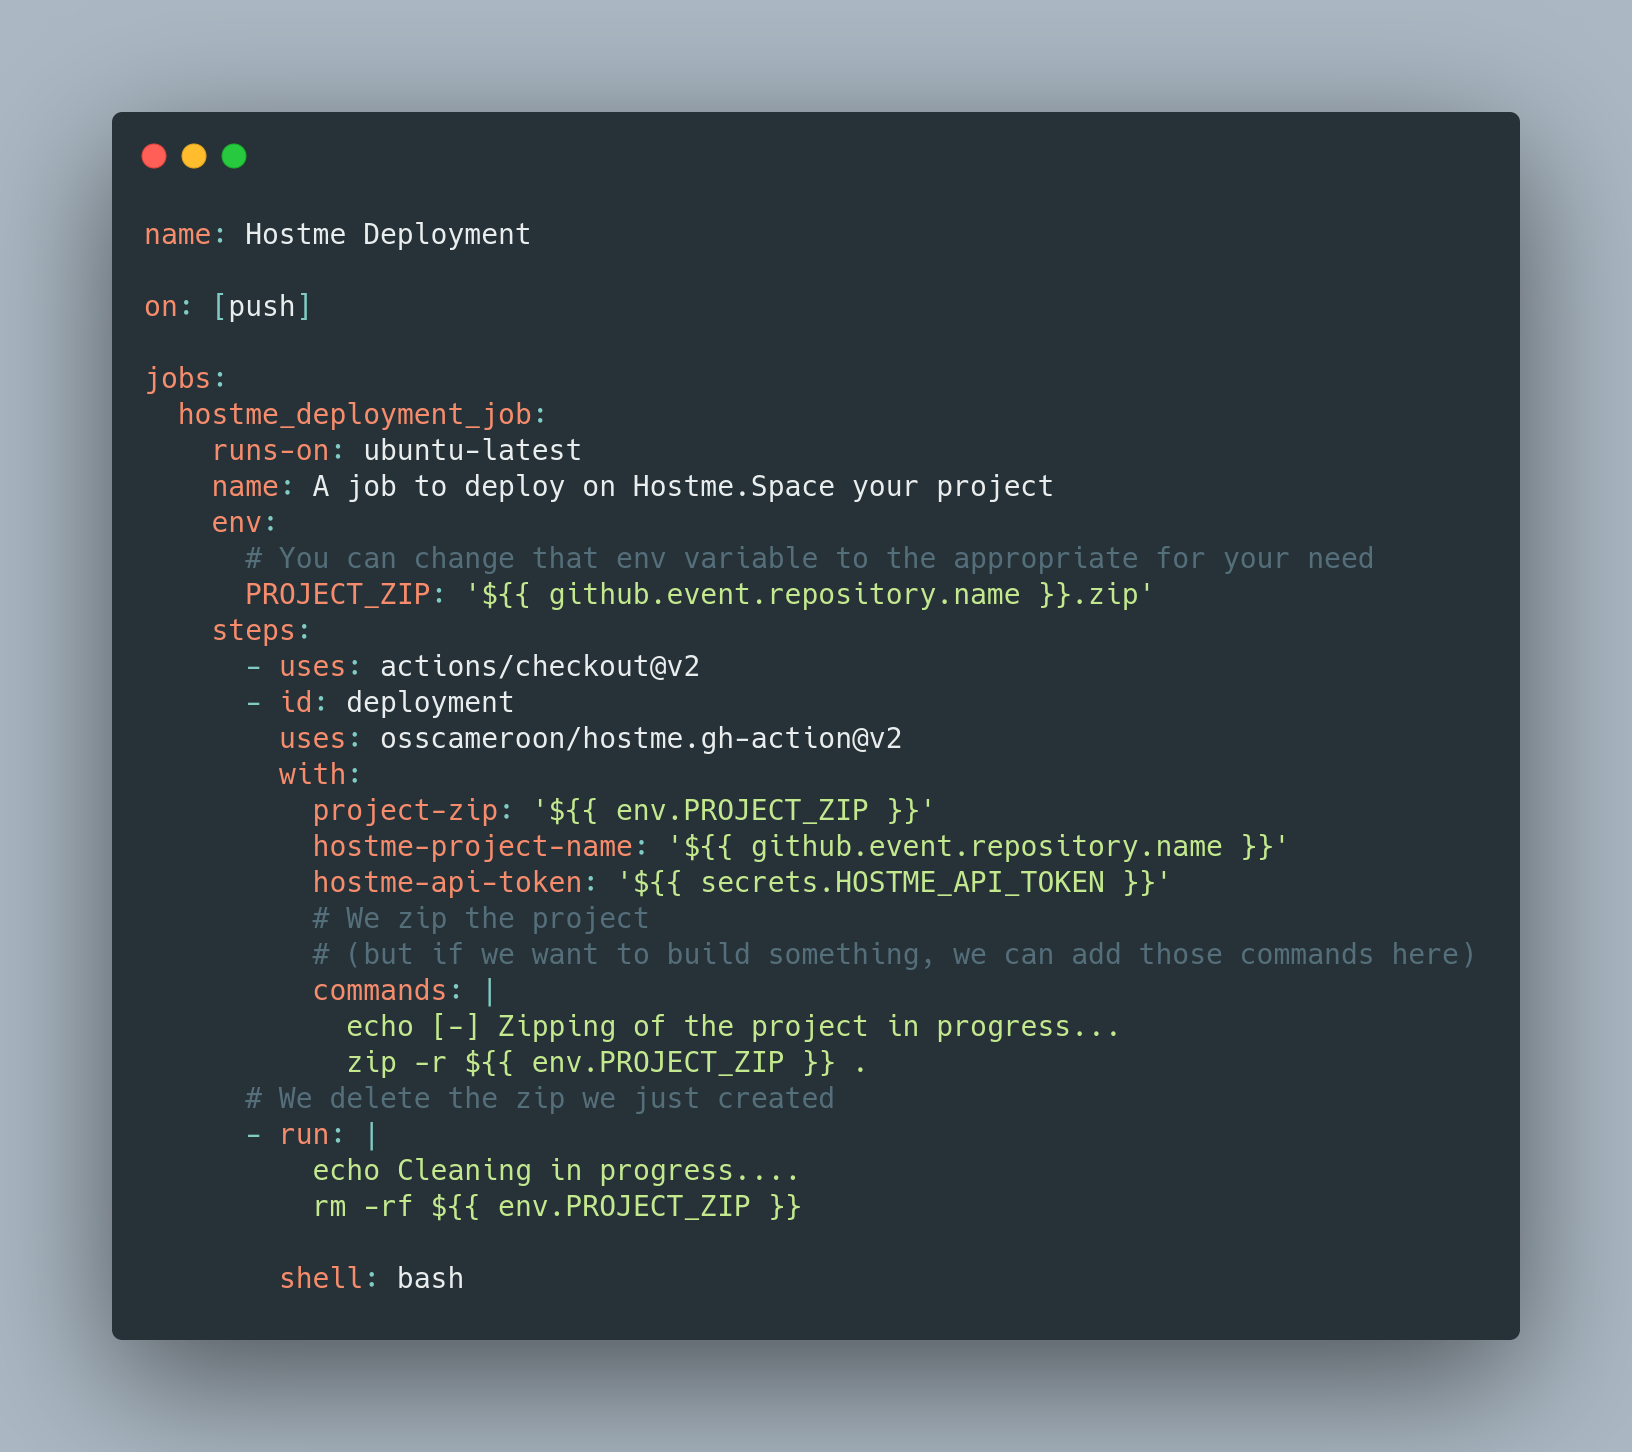 name: Hostme Deployment

on: [push]

jobs:
  hostme_deployment_job:
    runs-on: ubuntu-latest
    name: A job to deploy on Hostme.Space your project
    env:
      # You can change that env variable to the appropriate for your need
      PROJECT_ZIP: '${{ github.event.repository.name }}.zip'
    steps:
      - uses: actions/checkout@v2
      - id: deployment
        uses: osscameroon/hostme.gh-action@v2
        with:
          project-zip: '${{ env.PROJECT_ZIP }}'
          hostme-project-name: '${{ github.event.repository.name }}'
          hostme-api-token: '${{ secrets.HOSTME_API_TOKEN }}'
          # We zip the project
          # (but if we want to build something, we can add those commands here)
          commands: |
            echo [-] Zipping of the project in progress...
            zip -r ${{ env.PROJECT_ZIP }} .
      # We delete the zip we just created
      - run: |
          echo Cleaning in progress....
          rm -rf ${{ env.PROJECT_ZIP }}

        shell: bash